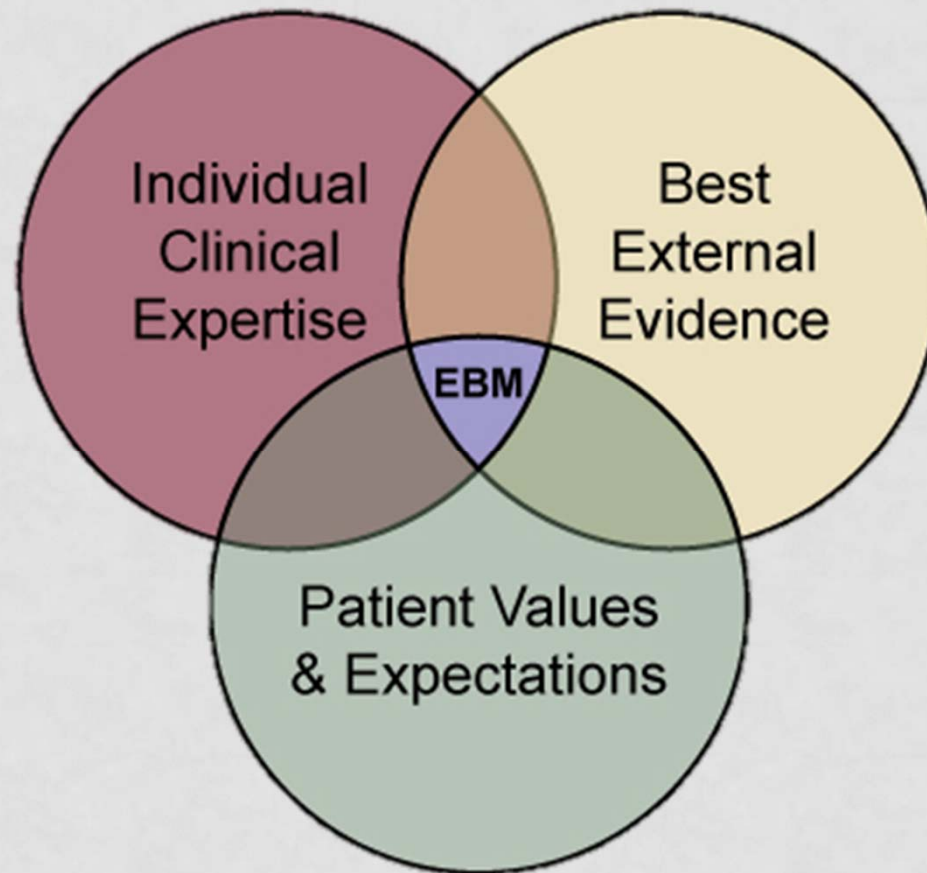 Individual
Clinical
Expertise
Best
External
Evidence
EBM
Patient Values
& Expectations